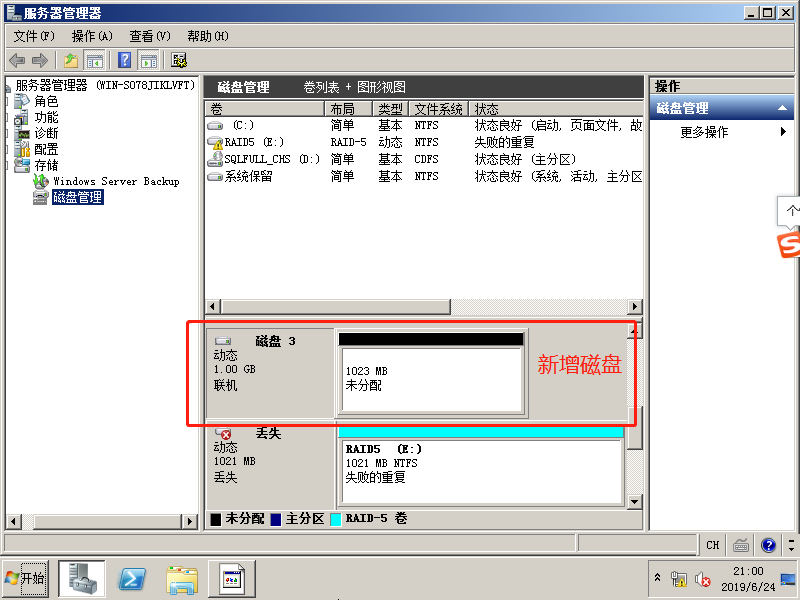 服务器管理器
文件(F) 操作(A) 查看(V) 帮助(H)
服务器管理器 (WIN-SO78JIKLVFT)
角色
功能
诊断
配置
存储
Windows Server Backup
磁盘管理
磁盘管理 卷列表 + 图形视图
卷 布局 类型 文件系统 状态
(C:) 简单 基本 NTFS 状态良好 (启动, 页面文件, 故
RAID5 (E:) RAID-5 动态 NTFS 失败的重复
SQLFULL_CHS (D:) 简单 基本 CDFS 状态良好 (主分区)
系统保留 简单 基本 NTFS 状态良好 (系统, 活动, 主分区
磁盘 3
动态
1.00 GB
联机
1023 MB
未分配
新增磁盘
丢失
动态
1021 MB
丢失
RAID5 (E:)
1021 MB NTFS
失败的重复
未分配 主分区 RAID-5 卷
操作
磁盘管理
更多操作
个
CH
开始
21:00
2019/6/24